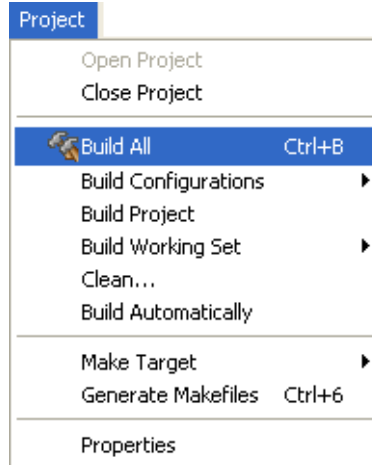 Project
Open Project
Close Project
Build All Ctrl+B
Build Configurations
Build Project
Build Working Set
Clean...
Build Automatically
Make Target
Generate Makefiles Ctrl+6
Properties